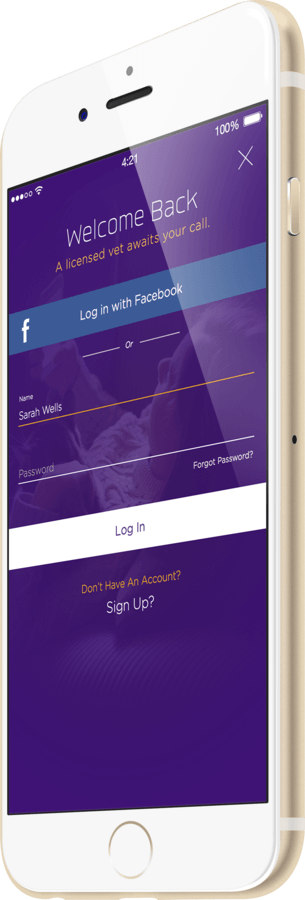 4:21
100%
Welcome Back
A licensed vet awaits your call.
f
Log in with Facebook
Or
Name
Sarah Wells
Password
Forgot Password?
Log In
Don't Have An Account?
Sign Up?